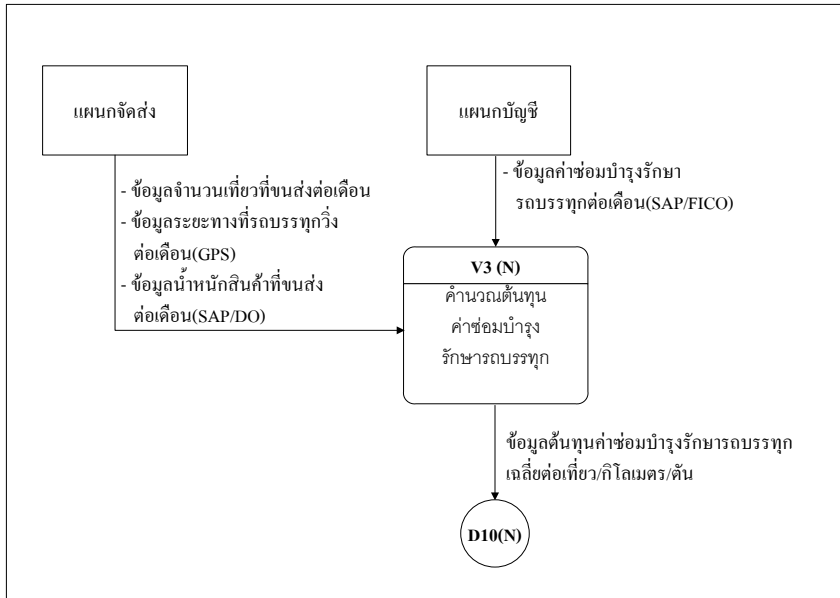 แผนกจัดส่ง
แผนกบัญชี
- ข้อมูลจำนวนเที่ยวที่ขนส่งต่อเดือน
- ข้อมูลระยะทางที่รถบรรทุกวิ่ง
ต่อเดือน(GPS)
- ข้อมูลน้ำหนักสินค้าที่ขนส่ง
ต่อเดือน(SAP/DO)
- ข้อมูลค่าซ่อมบำรุงรักษา
รถบรรทุกต่อเดือน(SAP/FICO)
V3 (N)
คำนวณต้นทุน
ค่าซ่อมบำรุง
รักษารถบรรทุก
ข้อมูลต้นทุนค่าซ่อมบำรุงรักษารถบรรทุก
เฉลี่ยต่อเที่ยว/กิโลเมตร/ตัน
D10(N)